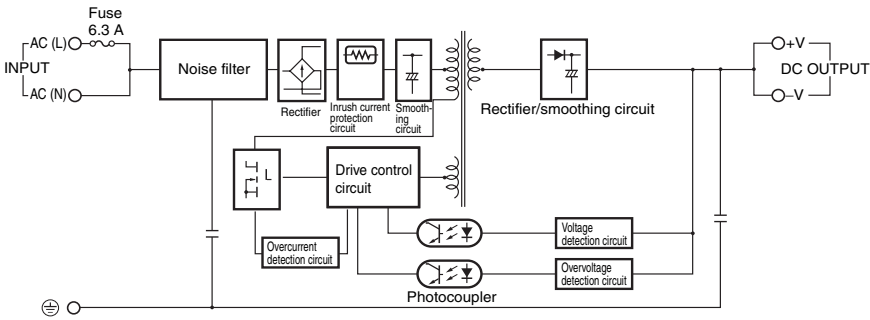 Fuse
6.3 A
AC (L)
INPUT
AC (N)
Noise filter
Rectifier
Inrush current
protection
circuit
Smooth-
ing
circuit
Rectifier/smoothing circuit
+V
DC OUTPUT
–V
L
Drive control
circuit
Overcurrent
detection circuit
Voltage
detection circuit
Overvoltage
detection circuit
Photocoupler